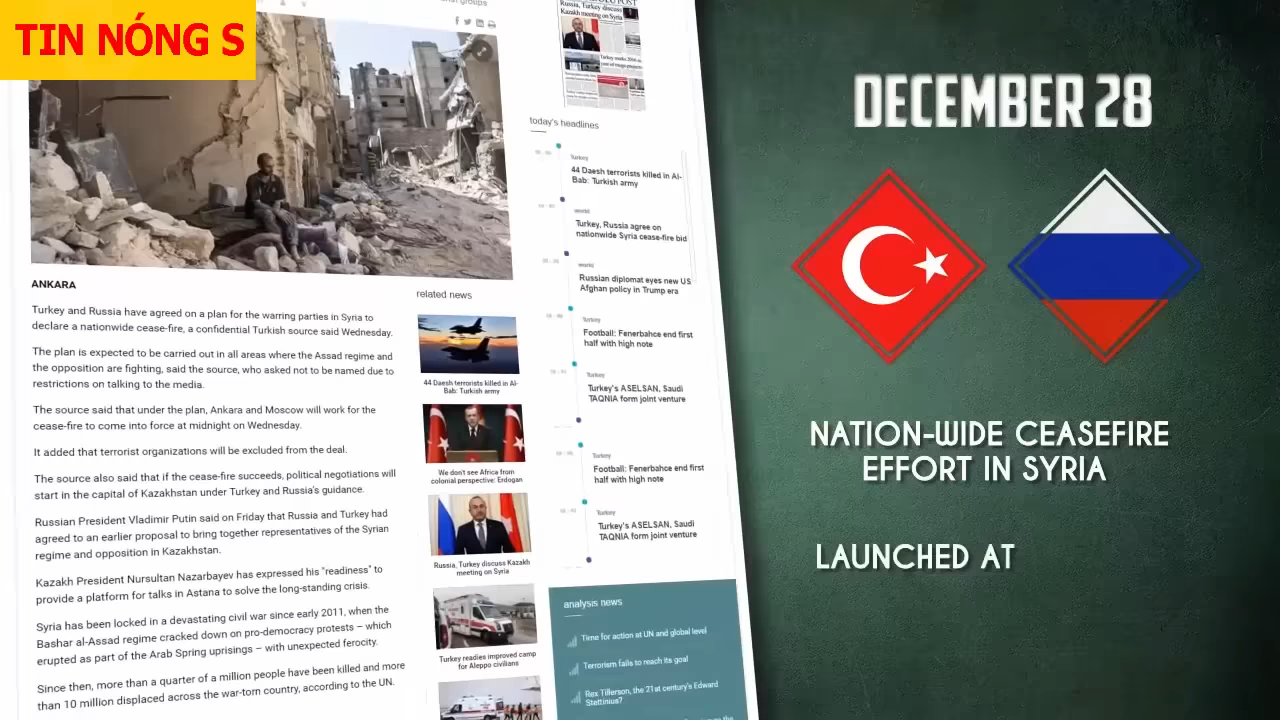 TIN NÓNG S
groups
Russia, Turkey discuss
Kazakh meeting on Syria
today's headlines
Turkey
44 Daesh terrorists killed in Al-
Bab: Turkish army
world
Turkey, Russia agree on
nationwide Syria cease-fire bid
world
Russian diplomat eyes new US
Afghan policy in Trump era
Turkey
Football: Fenerbahce end first
half with high note
Turkey
Turkey's ASELSAN, Saudi
TAQNIA form joint venture
Turkey
Football: Fenerbahce end first
half with high note
Turkey
Turkey's ASELSAN, Saudi
TAQNIA form joint venture
ANKARA
Turkey and Russia have agreed on a plan for the warring parties in Syria to
declare a nationwide cease-fire, a confidential Turkish source said Wednesday.
The plan is expected to be carried out in all areas where the Assad regime and
the opposition are fighting, said the source, who asked not to be named due to
restrictions on talking to the media.
The source said that under the plan, Ankara and Moscow will work for the
cease-fire to come into force at midnight on Wednesday.
It added that terrorist organizations will be excluded from the deal.
The source also said that if the cease-fire succeeds, political negotiations will
start in the capital of Kazakhstan under Turkey and Russia's guidance.
Russian President Vladimir Putin said on Friday that Russia and Turkey had
agreed to an earlier proposal to bring together representatives of the Syrian
regime and opposition in Kazakhstan.
Kazakh President Nursultan Nazarbayev has expressed his "readiness" to
provide a platform for talks in Astana to solve the long-standing crisis.
Syria has been locked in a devastating civil war since early 2011, when the
Bashar al-Assad regime cracked down on pro-democracy protests – which
erupted as part of the Arab Spring uprisings – with unexpected ferocity.
Since then, more than a quarter of a million people have been killed and more
than 10 million displaced across the war-torn country, according to the UN.
related news
44 Daesh terrorists killed in Al-
Bab: Turkish army
We don't see Africa from
colonial perspective: Erdogan
Russia, Turkey discuss Kazakh
meeting on Syria
Turkey readies improved camp
for Aleppo civilians
analysis news
Time for action at UN and global level
Terrorism fails to reach its goal
Rex Tillerson, the 21st century's Edward
Stettinius?
DECEMBER 28
NATION-WIDE CEASEFIRE
EFFORT IN SYRIA
LAUNCHED AT